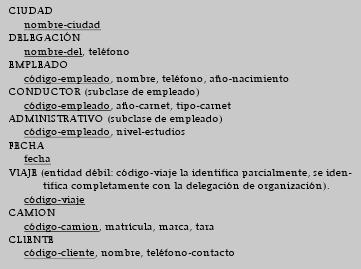 CIUDAD
nombre-ciudad
DELEGACIÓN
nombre-del, teléfono
EMPLEADO
código-empleado, nombre, teléfono, año-nacimiento
CONDUCTOR (subclase de empleado)
código-empleado, año-carnet, tipo-carnet
ADMINISTRATIVO (subclase de empleado)
código-empleado, nivel-estudios
FECHA
fecha
VIAJE (entidad débil: código-viaje la identifica parcialmente, se iden-
tifica completamente con la delegación de organización).
código-viaje
CAMION
código-camion, matrícula, marca, tara
CLIENTE
código-cliente, nombre, teléfono-contacto